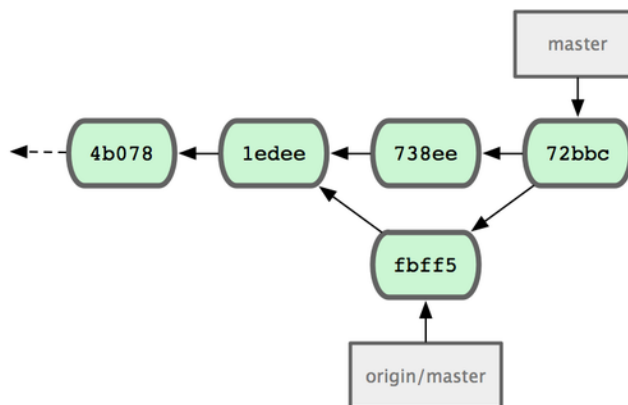 master
4b078
1edee
738ee
72bbc
fbff5
origin/master